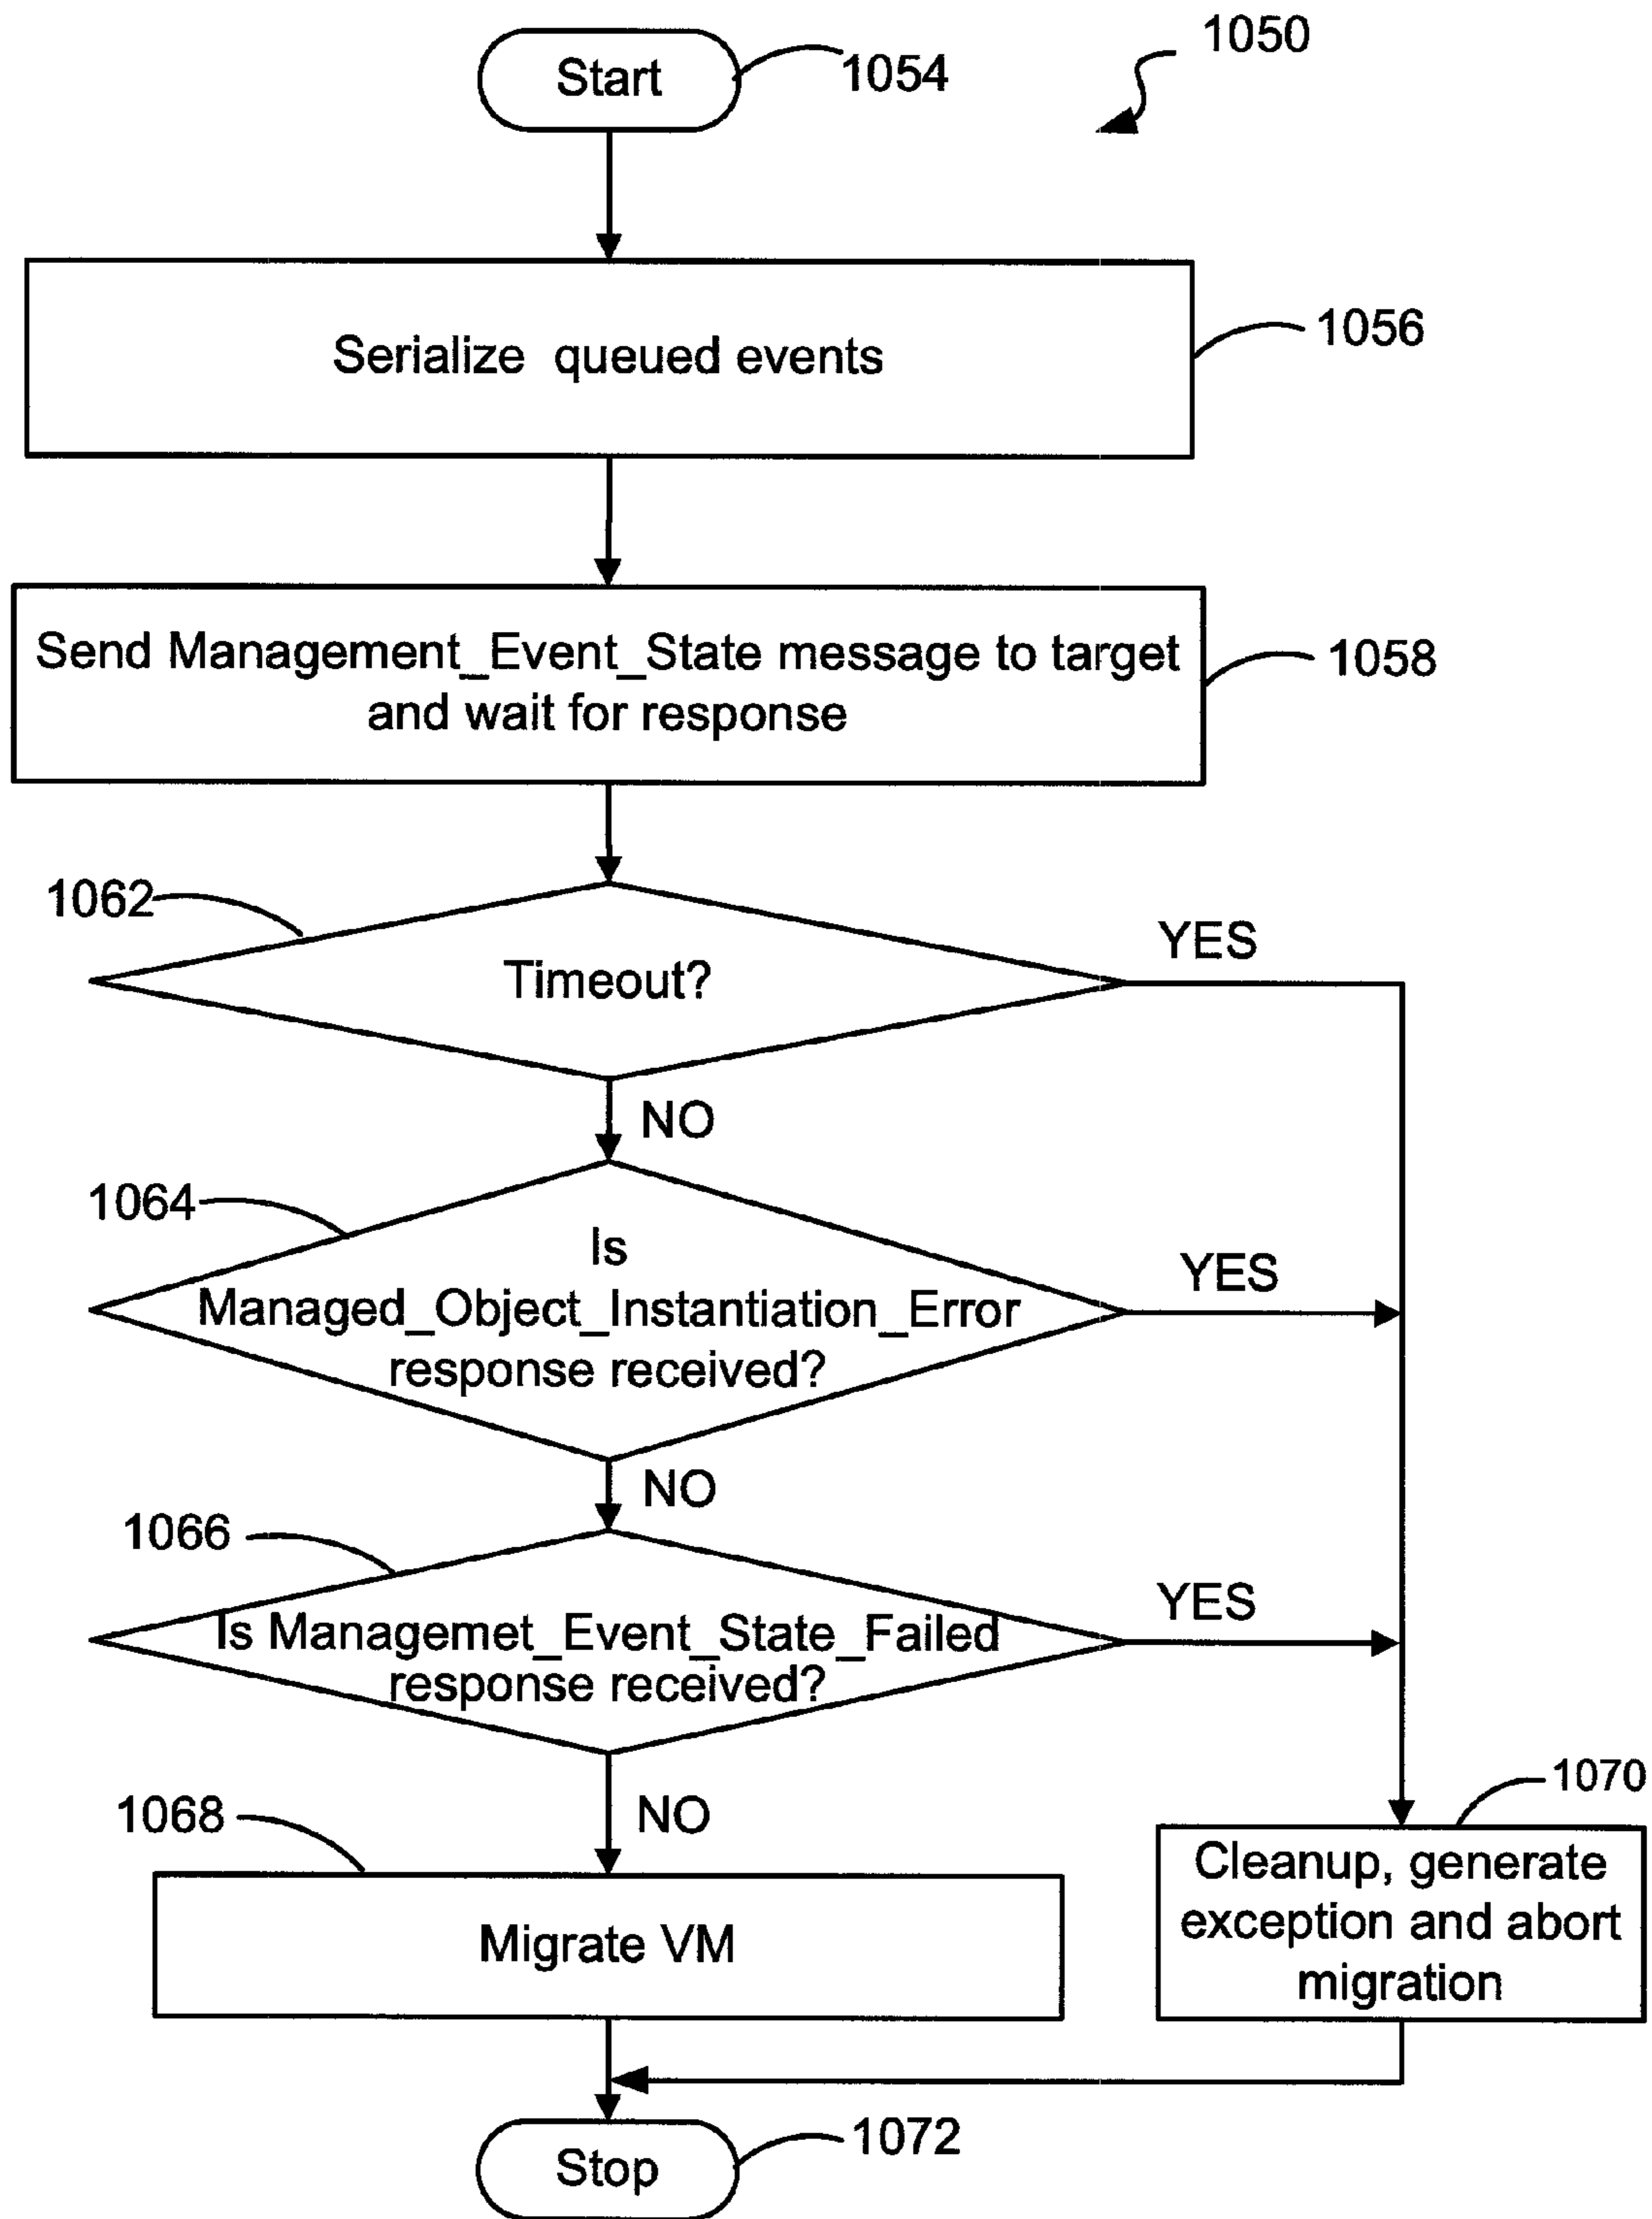 1050
Start
1054
Serialize queued events
1056
Send Management_Event_State message to target
and wait for response
1058
1062
Timeout?
YES
NO
1064
Is
Managed_Object_Instantiation_Error
response received?
YES
NO
1066
Is Managemet_Event_State_Failed
response received?
YES
NO
1068
Migrate VM
1070
Cleanup, generate
exception and abort
migration
Stop
1072